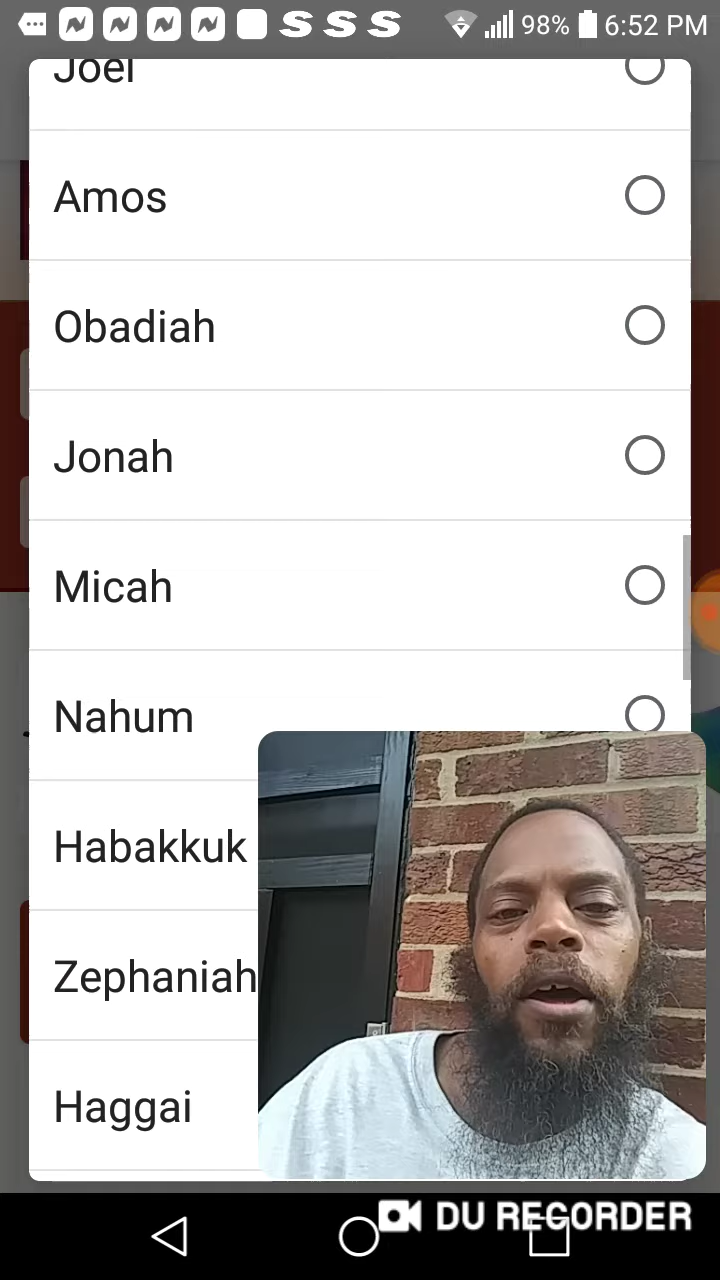 98% 6:52 PM
Joel
Amos
Obadiah
Jonah
Micah
Nahum
Habakkuk
Zephaniah
Haggai
DU RECORDER